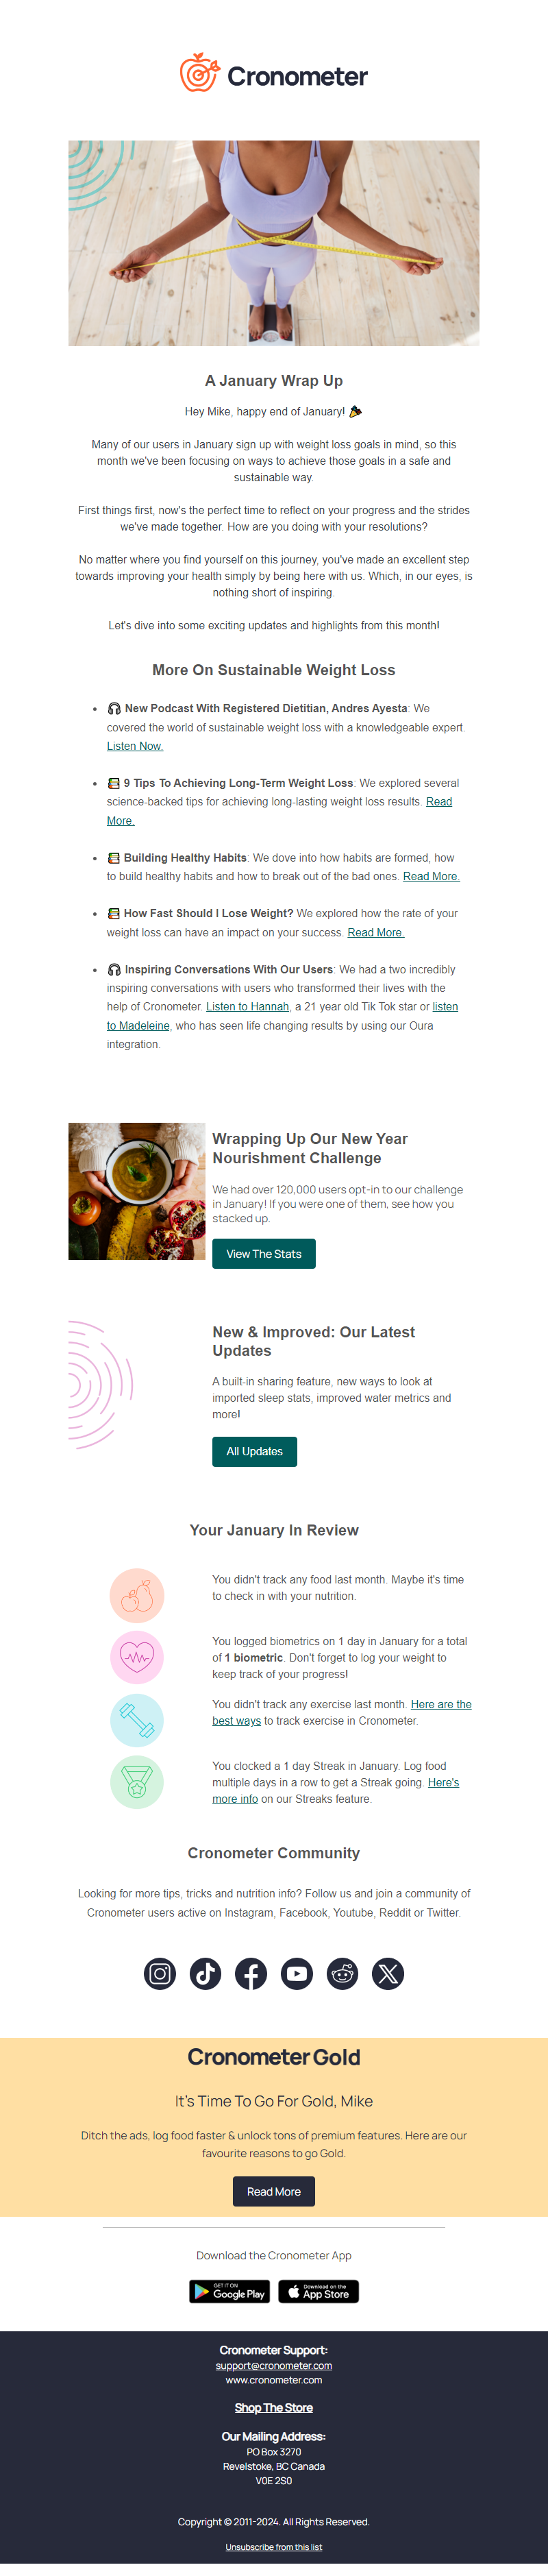 Cronometer
A January Wrap Up
Hey Mike, happy end of January! 🎉
Many of our users in January sign up with weight loss goals in mind, so this
month we've been focusing on ways to achieve those goals in a safe and
sustainable way.
First things first, now's the perfect time to reflect on your progress and the strides
we've made together. How are you doing with your resolutions?
No matter where you find yourself on this journey, you've made an excellent step
towards improving your health simply by being here with us. Which, in our eyes, is
nothing short of inspiring.
Let's dive into some exciting updates and highlights from this month!
More On Sustainable Weight Loss
• 🎧 New Podcast With Registered Dietitian, Andres Ayesta: We
covered the world of sustainable weight loss with a knowledgeable expert.
Listen Now.
• 📚 9 Tips To Achieving Long-Term Weight Loss: We explored several
science-backed tips for achieving long-lasting weight loss results. Read
More.
• 📚 Building Healthy Habits: We dove into how habits are formed, how
to build healthy habits and how to break out of the bad ones. Read More.
• 📚 How Fast Should I Lose Weight? We explored how the rate of your
weight loss can have an impact on your success. Read More.
• 🎧 Inspiring Conversations With Our Users: We had a two incredibly
inspiring conversations with users who transformed their lives with the
help of Cronometer. Listen to Hannah, a 21 year old Tik Tok star or listen
to Madeleine, who has seen life changing results by using our Oura
integration.
Wrapping Up Our New Year
Nourishment Challenge
We had over 120,000 users opt-in to our challenge
in January! If you were one of them, see how you
stacked up.
View The Stats
New & Improved: Our Latest
Updates
A built-in sharing feature, new ways to look at
imported sleep stats, improved water metrics and
more!
All Updates
Your January In Review
You didn't track any food last month. Maybe it's time
to check in with your nutrition.
You logged biometrics on 1 day in January for a total
of 1 biometric. Don't forget to log your weight to
keep track of your progress!
You didn't track any exercise last month. Here are the
best ways to track exercise in Cronometer.
You clocked a 1 day Streak in January. Log food
multiple days in a row to get a Streak going. Here's
more info on our Streaks feature.
Cronometer Community
Looking for more tips, tricks and nutrition info? Follow us and join a community of
Cronometer users active on Instagram, Facebook, Youtube, Reddit or Twitter.
Cronometer Gold
It's Time To Go For Gold, Mike
Ditch the ads, log food faster & unlock tons of premium features. Here are our
favourite reasons to go Gold.
Read More
Download the Cronometer App
GET IT ON
Google Play
Download on the
App Store
Cronometer Support:
support@cronometer.com
www.cronometer.com
Shop The Store
Our Mailing Address:
PO Box 3270
Revelstoke, BC Canada
V0E 2S0
Copyright © 2011-2024. All Rights Reserved.
Unsubscribe from this list